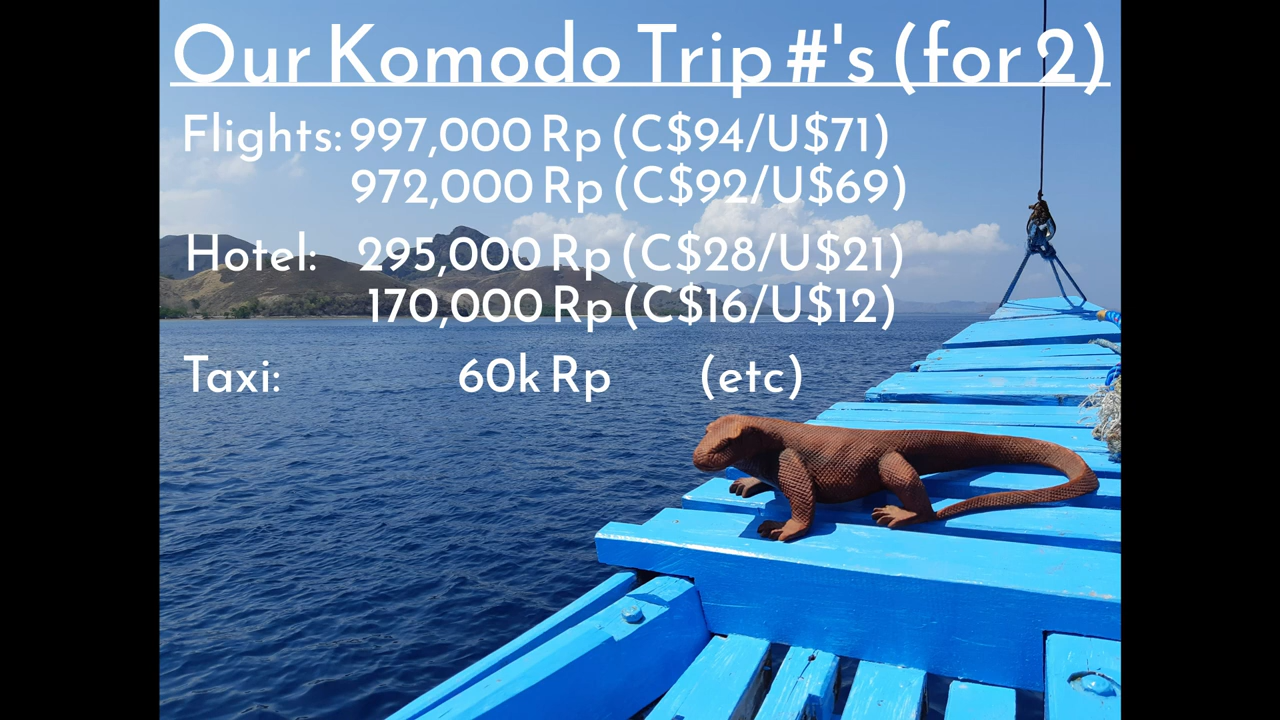 Our Komodo Trip #'s (for 2)
Flights: 997,000 Rp (C$94/U$71)
972,000 Rp (C$92/U$69)
Hotel: 295,000 Rp (C$28/U$21)
170,000 Rp (C$16/U$12)
Taxi: 60k Rp (etc)